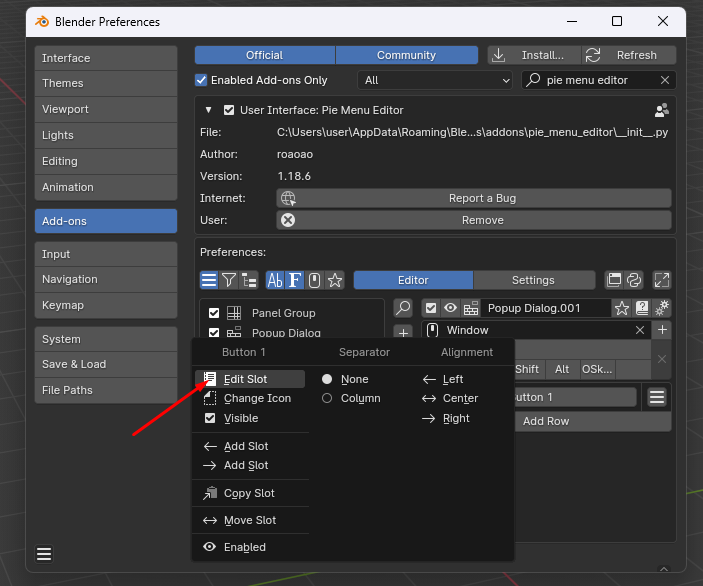 Blender Preferences
Interface
Themes
Viewport
Lights
Editing
Animation
Add-ons
Input
Navigation
Keymap
System
Save & Load
File Paths
Official Community Install... Refresh
Enabled Add-ons Only All pie menu editor
User Interface: Pie Menu Editor
File: C:\Users\user\AppData\Roaming\Ble...s\addons\pie_menu_editor\__init__.py
Author: roaoao
Version: 1.18.6
Internet: Report a Bug
User: Remove
Preferences:
Ab F Editor Settings
Panel Group Popup Dialog.001
Popup Dialog Window
Shift Alt OSk...
utton 1
Add Row
Button 1 Separator Alignment
Edit Slot None Left
Change Icon Column Center
Visible Right
Add Slot
Add Slot
Copy Slot
Move Slot
Enabled